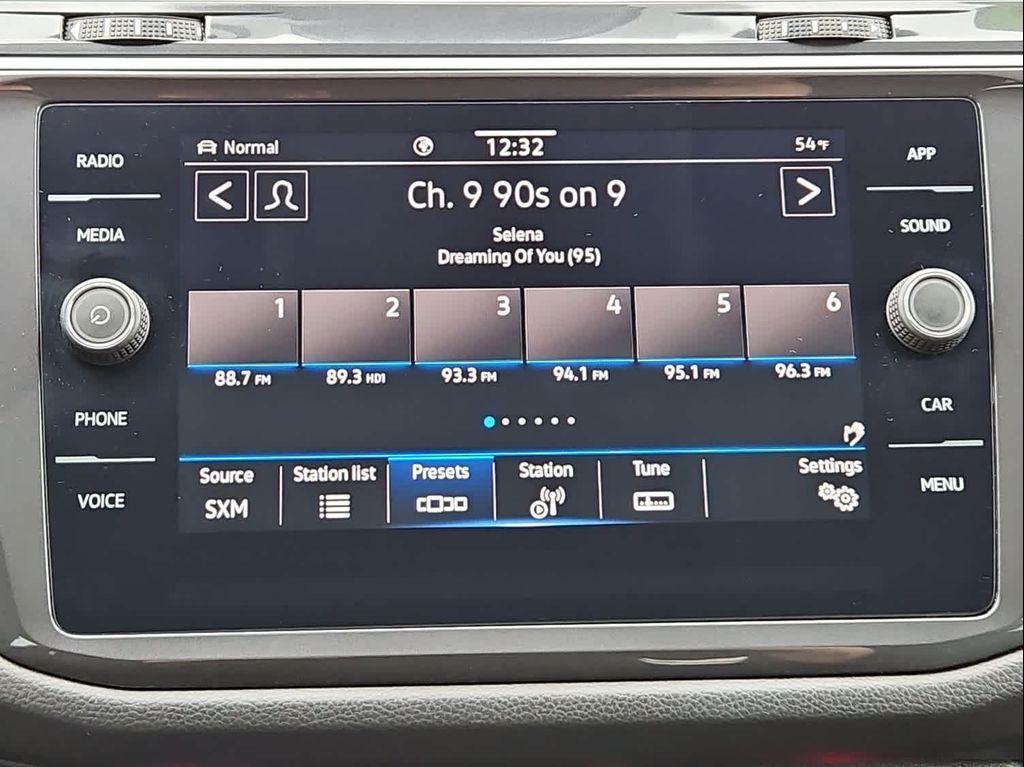 RADIO
MEDIA
PHONE
VOICE
Normal
12:32
54°F
Ch. 9 90s on 9
Selena
Dreaming Of You (95)
1 2 3 4 5 6
88.7 FM 89.3 HD1 93.3 FM 94.1 FM 95.1 FM 96.3 FM
Source Station list Presets Station Tune Settings
SXM
APP
SOUND
CAR
MENU